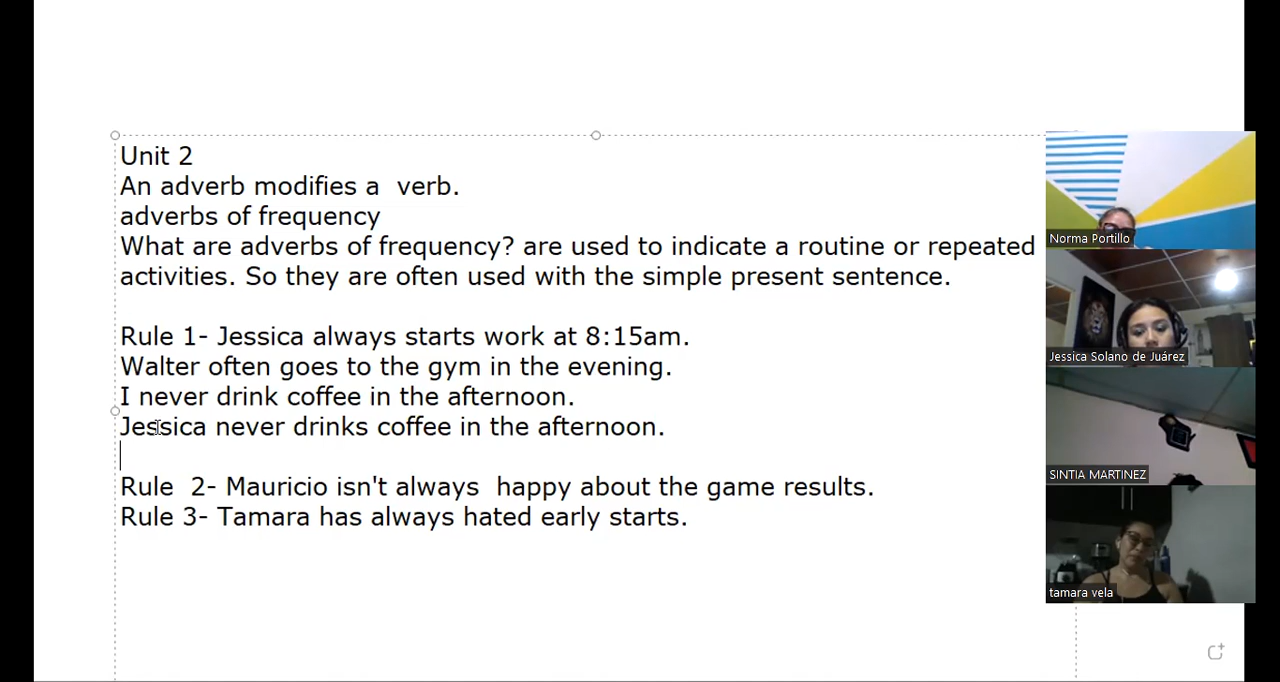 Unit 2
An adverb modifies a  verb.
adverbs of frequency
What are adverbs of frequency? are used to indicate a routine or repeated
activities. So they are often used with the simple present sentence.
Rule 1- Jessica always starts work at 8:15am.
Walter often goes to the gym in the evening.
I never drink coffee in the afternoon.
Jessica never drinks coffee in the afternoon.
Rule  2- Mauricio isn't always  happy about the game results.
Rule 3- Tamara has always hated early starts.
Norma Portillo
Jessica Solano de Juárez
SINTIA MARTINEZ
tamara vela